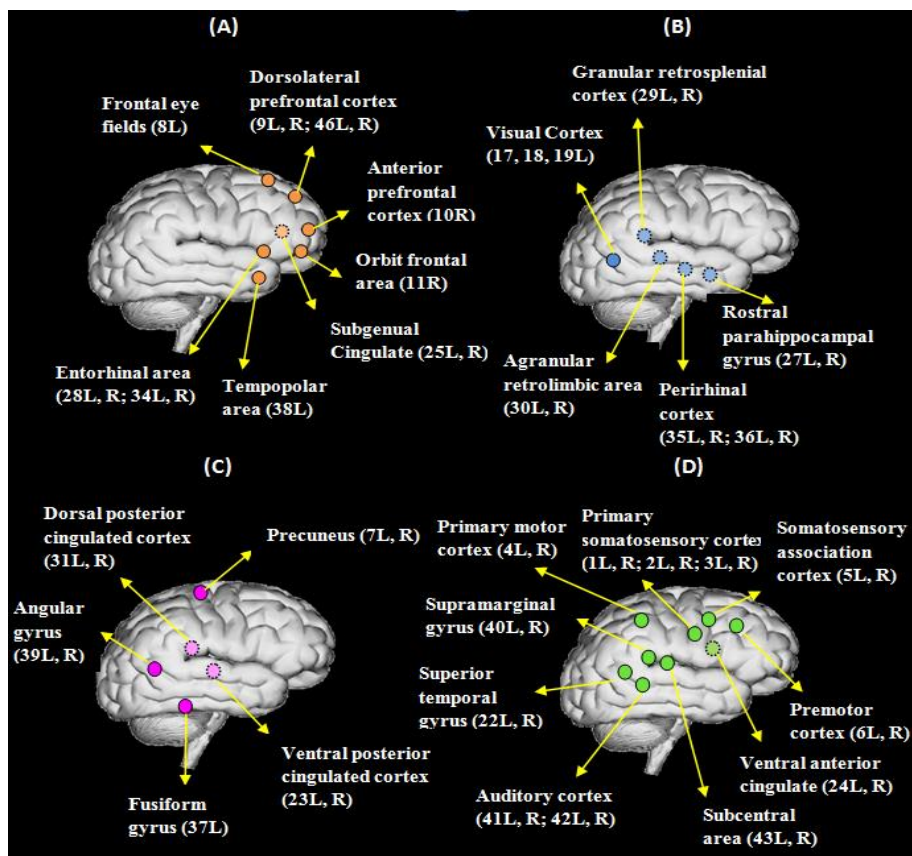 (A)
Frontal eye
fields (8L)
Dorsolateral
prefrontal cortex
(9L, R; 46L, R)
Anterior
prefrontal
cortex (10R)
Orbit frontal
area (11R)
Subgenual
Cingulate (25L, R)
Entorhinal area
(28L, R; 34L, R)
Tempopolar
area (38L)
(B)
Granular retrosplenial
cortex (29L, R)
Visual Cortex
(17, 18, 19L)
Rostral
parahippocampal
gyrus (27L, R)
Agranular
retrolimbic area
(30L, R)
Perirhinal
cortex
(35L, R; 36L, R)
(C)
Dorsal posterior
cingulated cortex
(31L, R)
Precuneus (7L, R)
Angular
gyrus
(39L, R)
Ventral posterior
cingulated cortex
(23L, R)
Fusiform
gyrus (37L)
(D)
Primary motor
cortex (4L, R)
Primary
somatosensory cortex
(1L, R; 2L, R; 3L, R)
Somatosensory
association
cortex (5L, R)
Supramarginal
gyrus (40L, R)
Superior
temporal
gyrus (22L, R)
Premotor
cortex (6L, R)
Ventral anterior
cingulate (24L, R)
Auditory cortex
(41L, R; 42L, R)
Subcentral
area (43L, R)